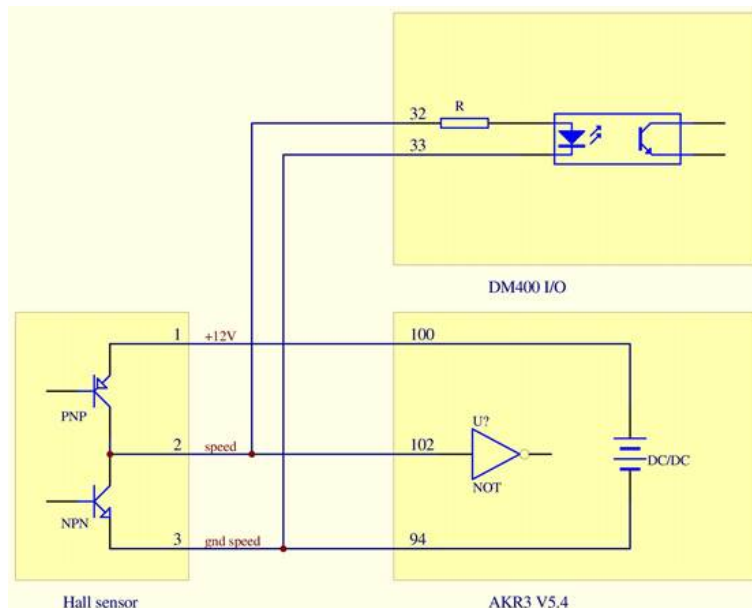 R
32
33
DM400 I/O
1 +12V 100
PNP
U?
2 speed 102
DC/DC
NOT
NPN
3 gnd speed 94
Hall sensor
AKR3 V5.4